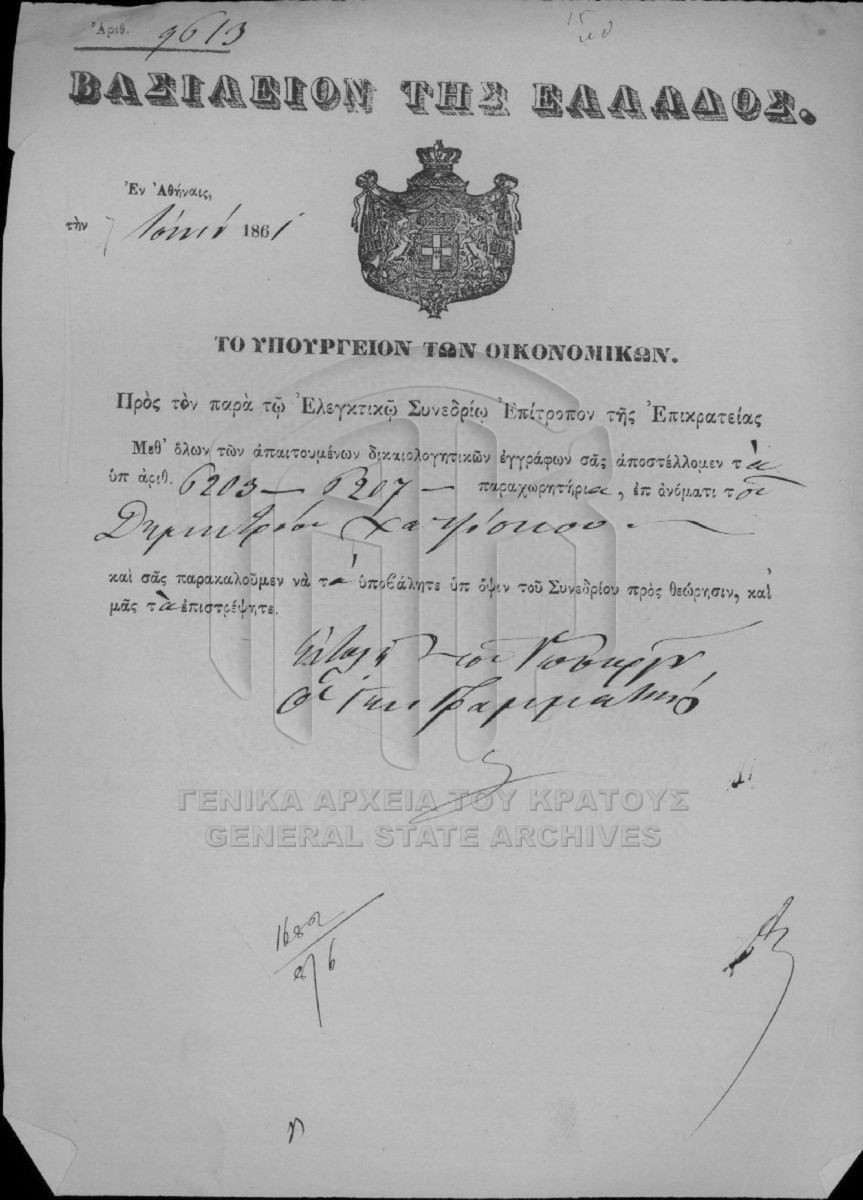 Ἀριθ. 9613
ΒΑΣΙΛΕΙΟΝ ΤΗΣ ΕΛΛΑΔΟΣ.
Ἐν Ἀθήναις,
τὴν 7 1861
ΤΟ ΥΠΟΥΡΓΕΙΟΝ ΤΩΝ ΟΙΚΟΝΟΜΙΚΩΝ.
Πρὸς τὸν παρὰ τῷ Ἐλεγκτικῷ Συνεδρίῳ Ἐπίτροπον τῆς Ἐπικρατείας
Μεθ' ὅλων τῶν ἀπαιτουμένων δικαιολογητικῶν ἐγγράφων σᾶς ἀποστέλλομεν τὰ
ὑπ ἀριθ. 6203 — 6207 — παραχωρητήρια, ἐπ ὀνόματι τοῦ
Δημητρίου
καὶ σᾶς παρακαλοῦμεν νὰ τὰ ὑποβάλητε ὑπ ὄψιν τοῦ Συνεδρίου πρὸς θεώρησιν, καὶ
μᾶς τὰ ἐπιστρέψητε.
τοῦ Ὑπουργοῦ
Ὁ Γραμματεὺς
ΓΕΝΙΚΑ ΑΡΧΕΙΑ ΤΟΥ ΚΡΑΤΟΥΣ
GENERAL STATE ARCHIVES